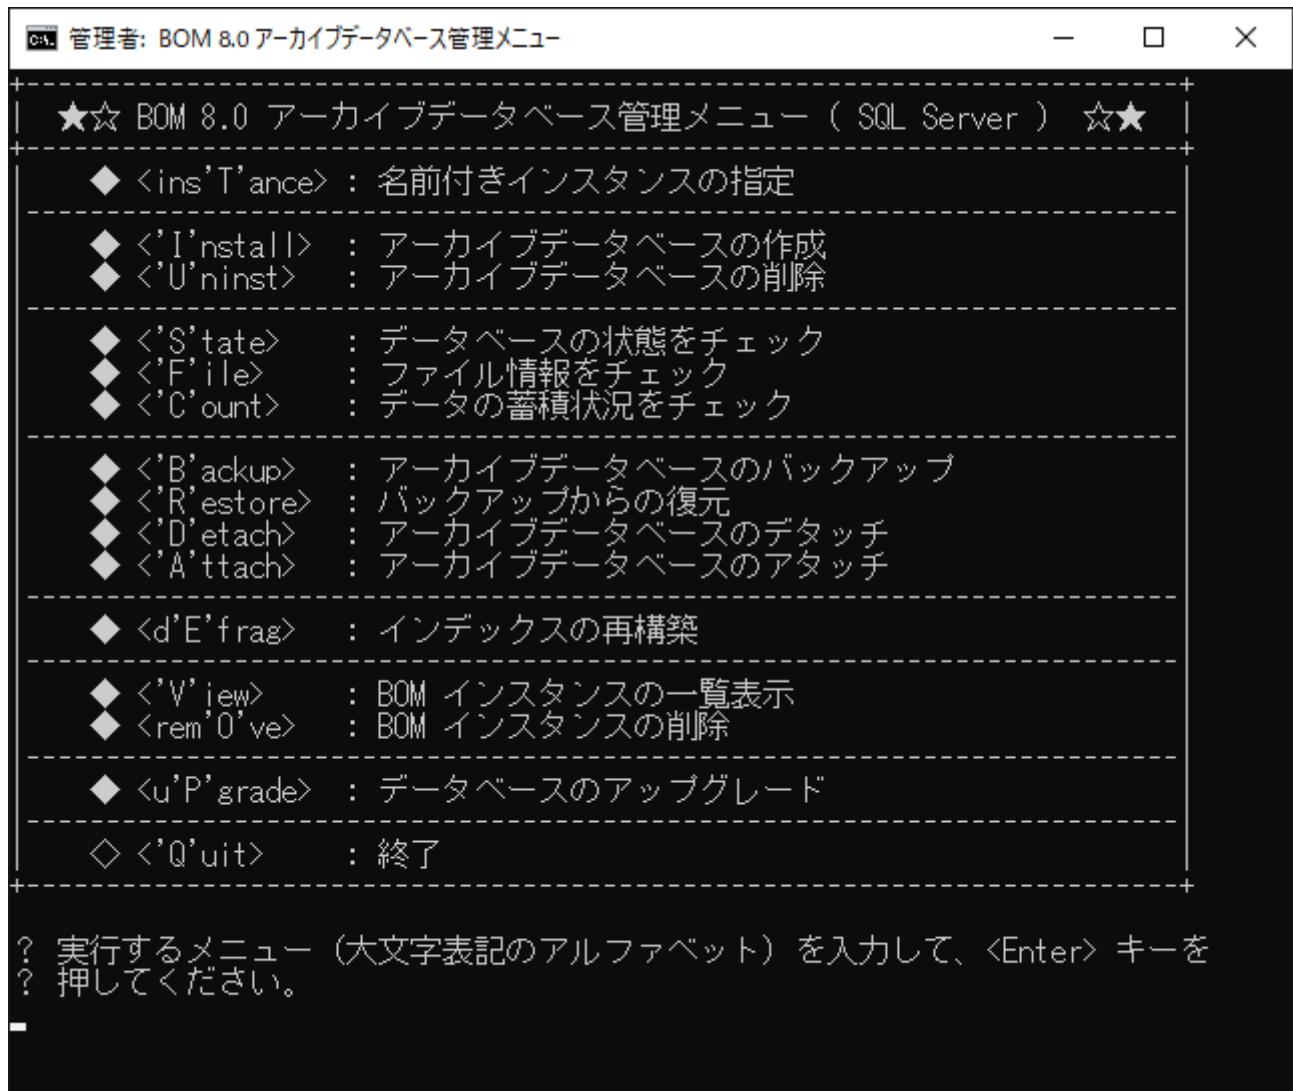 管理者: BOM 8.0 アーカイブデータベース管理メニュー
★☆ BOM 8.0 アーカイブデータベース管理メニュー ( SQL Server ) ☆★
◆ <ins'T'ance> : 名前付きインスタンスの指定
◆ <'I'nstall> : アーカイブデータベースの作成
◆ <'U'ninst> : アーカイブデータベースの削除
◆ <'S'tate> : データベースの状態をチェック
◆ <'F'ile> : ファイル情報をチェック
◆ <'C'ount> : データの蓄積状況をチェック
◆ <'B'ackup> : アーカイブデータベースのバックアップ
◆ <'R'estore> : バックアップからの復元
◆ <'D'etach> : アーカイブデータベースのデタッチ
◆ <'A'ttach> : アーカイブデータベースのアタッチ
◆ <d'E'frag> : インデックスの再構築
◆ <'V'iew> : BOM インスタンスの一覧表示
◆ <rem'O've> : BOM インスタンスの削除
◆ <u'P'grade> : データベースのアップグレード
◇ <'Q'uit> : 終了
? 実行するメニュー（大文字表記のアルファベット）を入力して、<Enter> キーを
? 押してください。